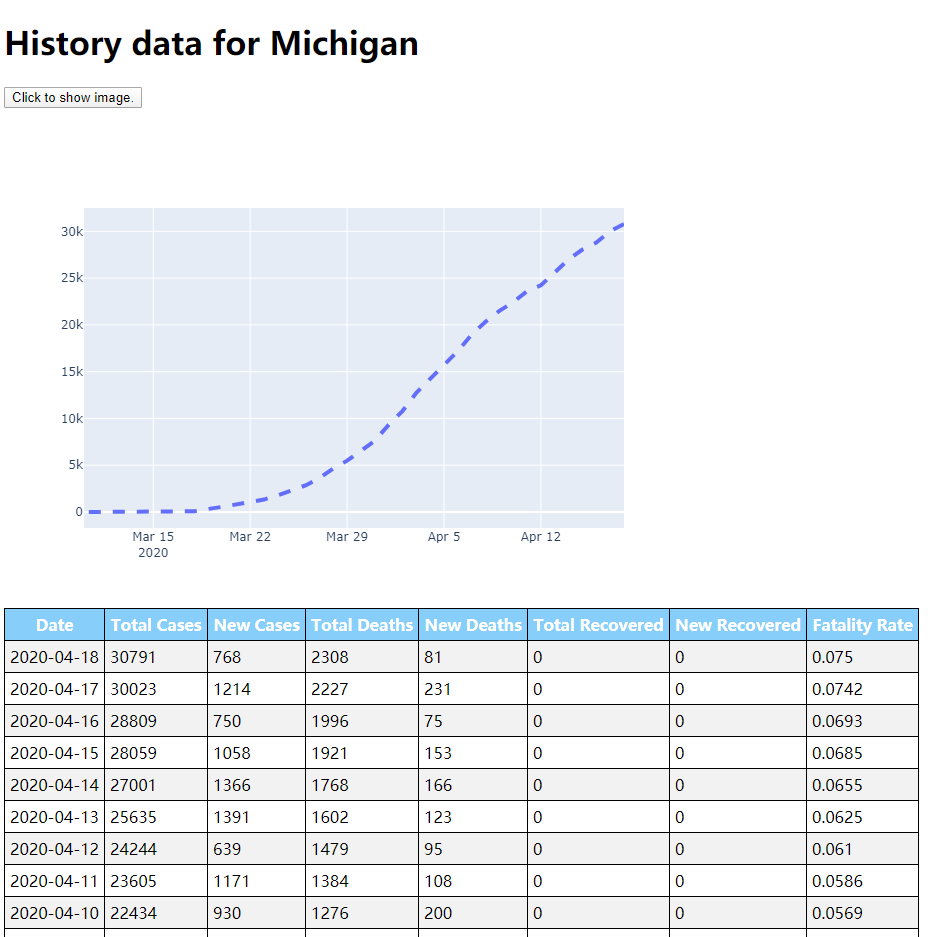 History data for Michigan
Click to show image.
30k
25k
20k
15k
10k
5k
0
Mar 15 Mar 22 Mar 29 Apr 5 Apr 12
2020
Date Total Cases New Cases Total Deaths New Deaths Total Recovered New Recovered Fatality Rate
2020-04-18 30791 768 2308 81 0 0 0.075
2020-04-17 30023 1214 2227 231 0 0 0.0742
2020-04-16 28809 750 1996 75 0 0 0.0693
2020-04-15 28059 1058 1921 153 0 0 0.0685
2020-04-14 27001 1366 1768 166 0 0 0.0655
2020-04-13 25635 1391 1602 123 0 0 0.0625
2020-04-12 24244 639 1479 95 0 0 0.061
2020-04-11 23605 1171 1384 108 0 0 0.0586
2020-04-10 22434 930 1276 200 0 0 0.0569